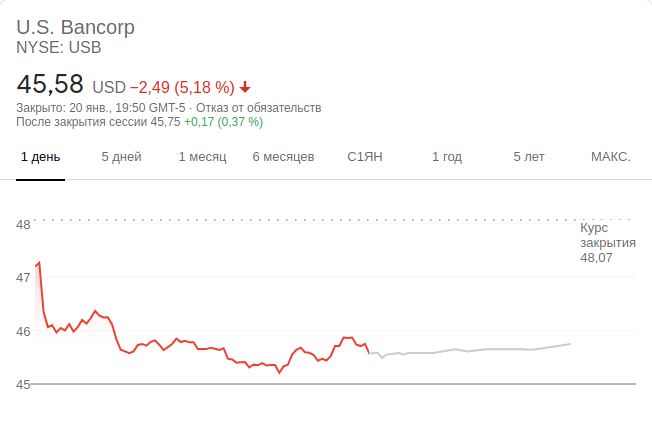 U.S. Bancorp
NYSE: USB
45,58 USD −2,49 (5,18 %)
Закрыто: 20 янв., 19:50 GMT-5 · Отказ от обязательств
После закрытия сессии 45,75 +0,17 (0,37 %)
1 день 5 дней 1 месяц 6 месяцев С1ЯН 1 год 5 лет МАКС.
48
Курс
закрытия
48,07
47
46
45